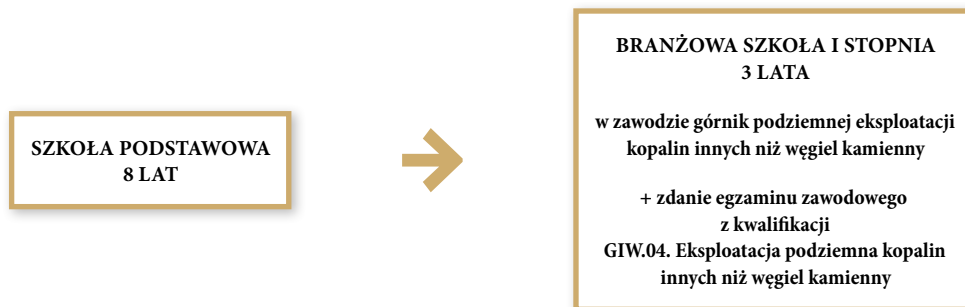 SZKOŁA PODSTAWOWA
8 LAT
BRANŻOWA SZKOŁA I STOPNIA
3 LATA
w zawodzie górnik podziemnej eksploatacji
kopalin innych niż węgiel kamienny
+ zdanie egzaminu zawodowego
z kwalifikacji
GIW.04. Eksploatacja podziemna kopalin
innych niż węgiel kamienny